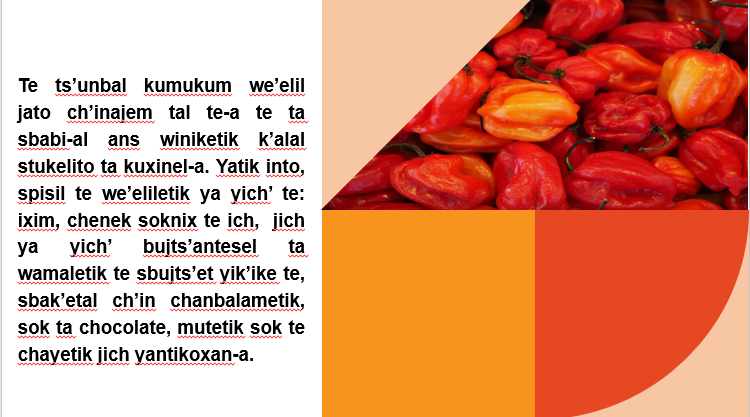 Te ts’unbal kumukum we’elil
jato ch’inajem tal te-a te ta
sbabi-al ans winiketik k’alal
stukelito ta kuxinel-a. Yatik into,
spisil te we’eliletik ya yich’ te:
ixim, chenek soknix te ich, jich
ya yich’ bujts’antesel ta
wamaletik te sbujts’et yik’ike te,
sbak’etal ch’in chanbalametik,
sok ta chocolate, mutetik sok te
chayetik jich yantikoxan-a.